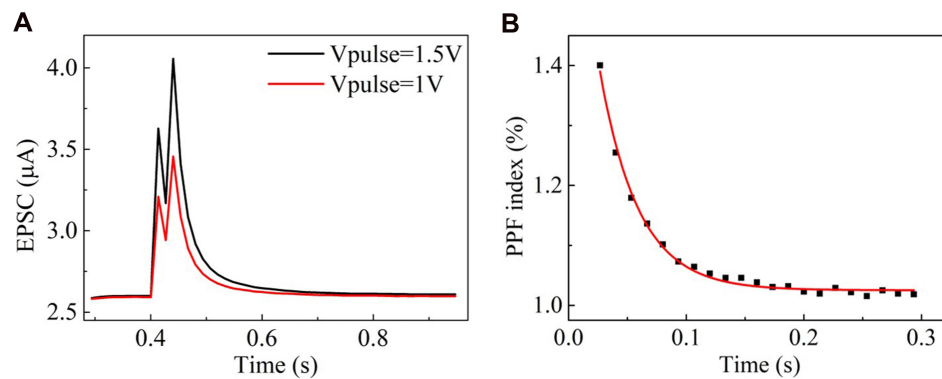 A
EPSC (μA)
4.0
3.5
3.0
2.5
Vpulse=1.5V
Vpulse=1V
0.4
0.6
0.8
Time (s)
B
PPF index (%)
1.4
1.2
1.0
0.0
0.1
0.2
0.3
Time (s)